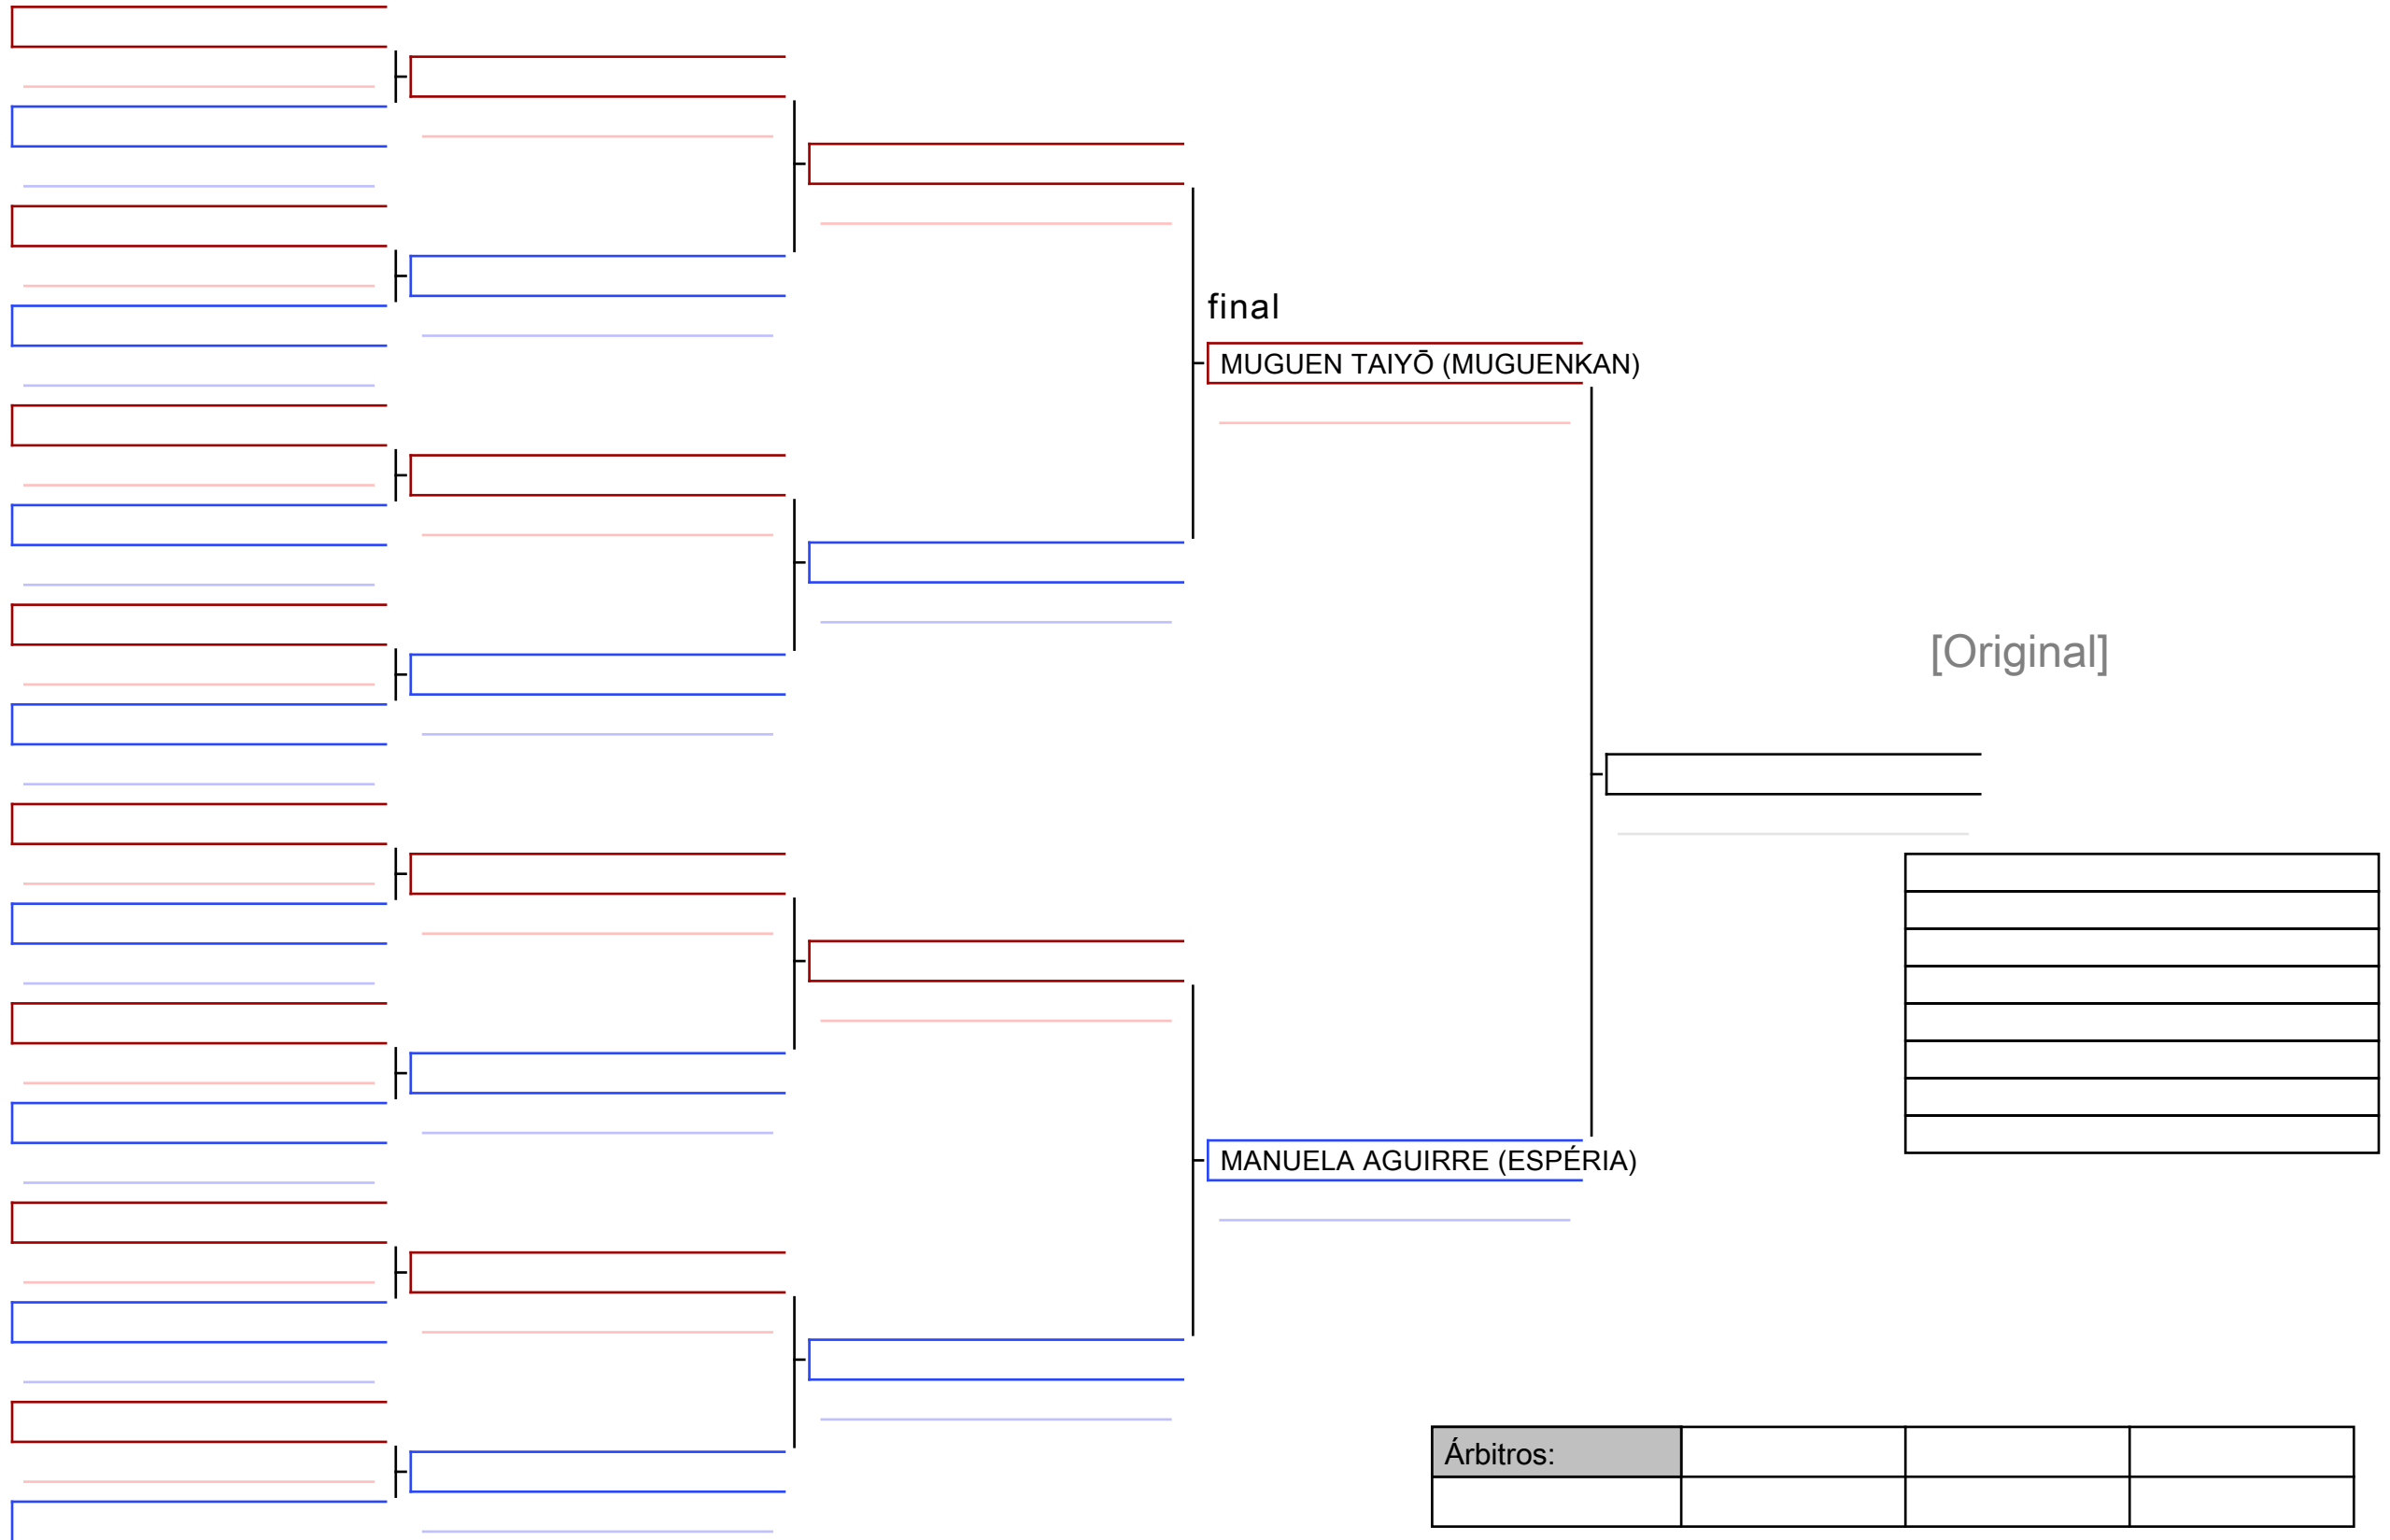 final
MUGUEN TAIYŌ (MUGUENKAN)
[Original]
MANUELA AGUIRRE (ESPÉRIA)
Árbitros: